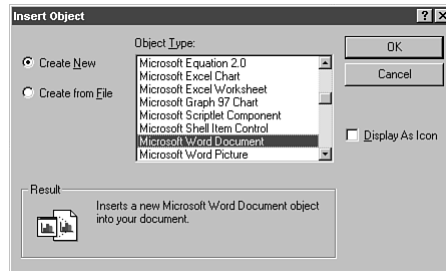 Insert Object
Object Type:
Create New
Create from File
Microsoft Equation 2.0
Microsoft Excel Chart
Microsoft Excel Worksheet
Microsoft Graph 97 Chart
Microsoft Scriptlet Component
Microsoft Shell Item Control
Microsoft Word Document
Microsoft Word Picture
OK
Cancel
Display As Icon
Result
Inserts a new Microsoft Word Document object
into your document.